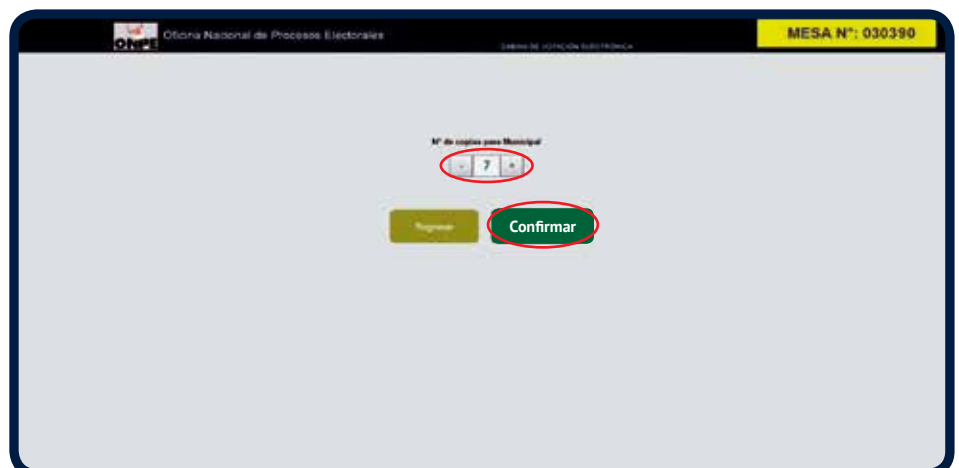 ONPE
Oficina Nacional de Procesos Electorales
CABINA DE VOTACIÓN ELECTRÓNICA
MESA N°: 030390
N° de copias para Municipal
- 7 +
Regresar
Confirmar